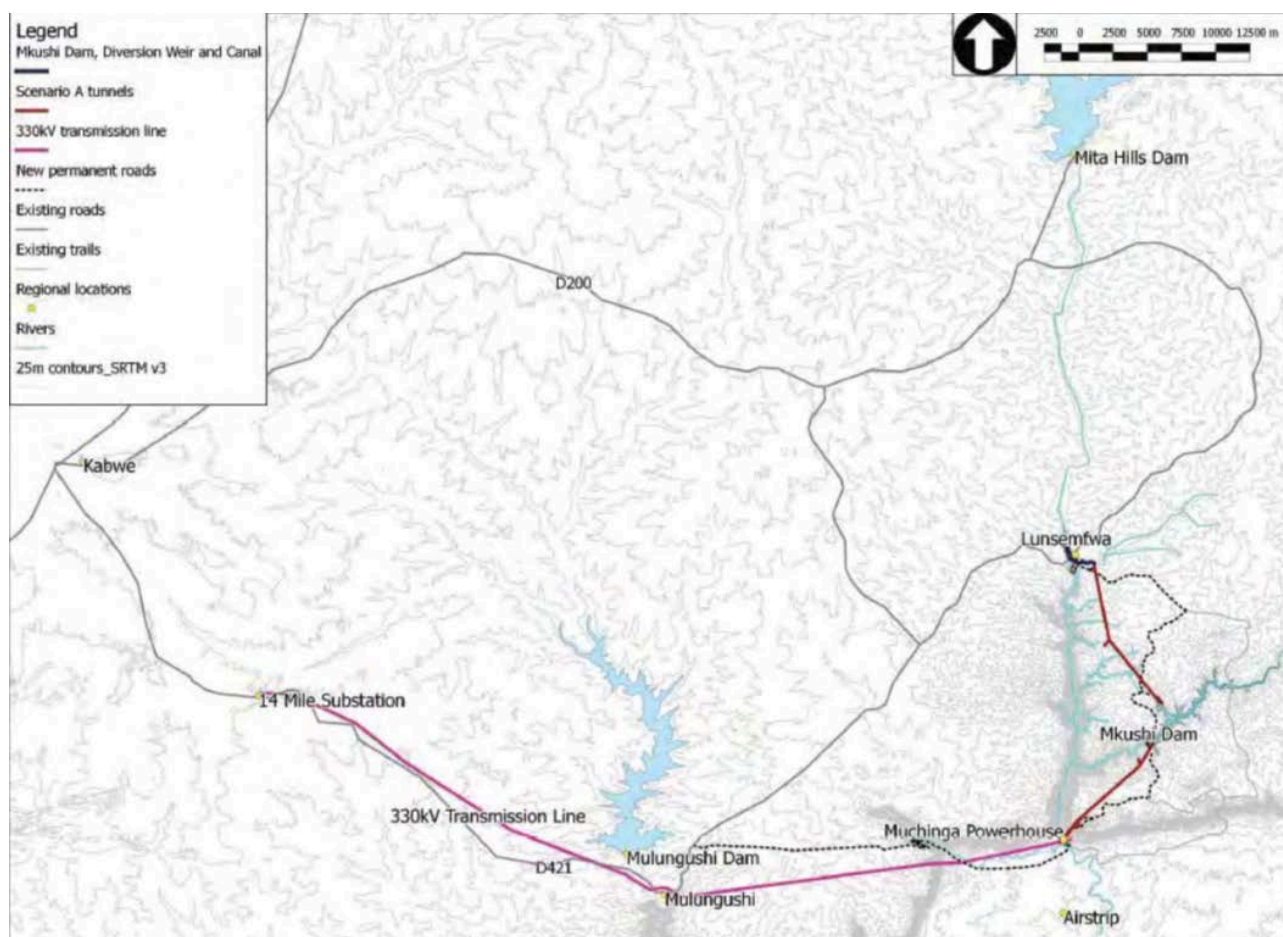 Legend
Mkushi Dam, Diversion Weir and Canal
Scenario A tunnels
330kV transmission line
New permanent roads
Existing roads
Existing trails
Regional locations
Rivers
25m contours_SRTM v3
2500 0 2500 5000 7500 10000 12500 m
Mita Hills Dam
D200
Kabwe
Lunsemfwa
14 Mile Substation
Mkushi Dam
330kV Transmission Line
Muchinga Powerhouse
Mulungushi Dam
D421
Mulungushi
Airstrip